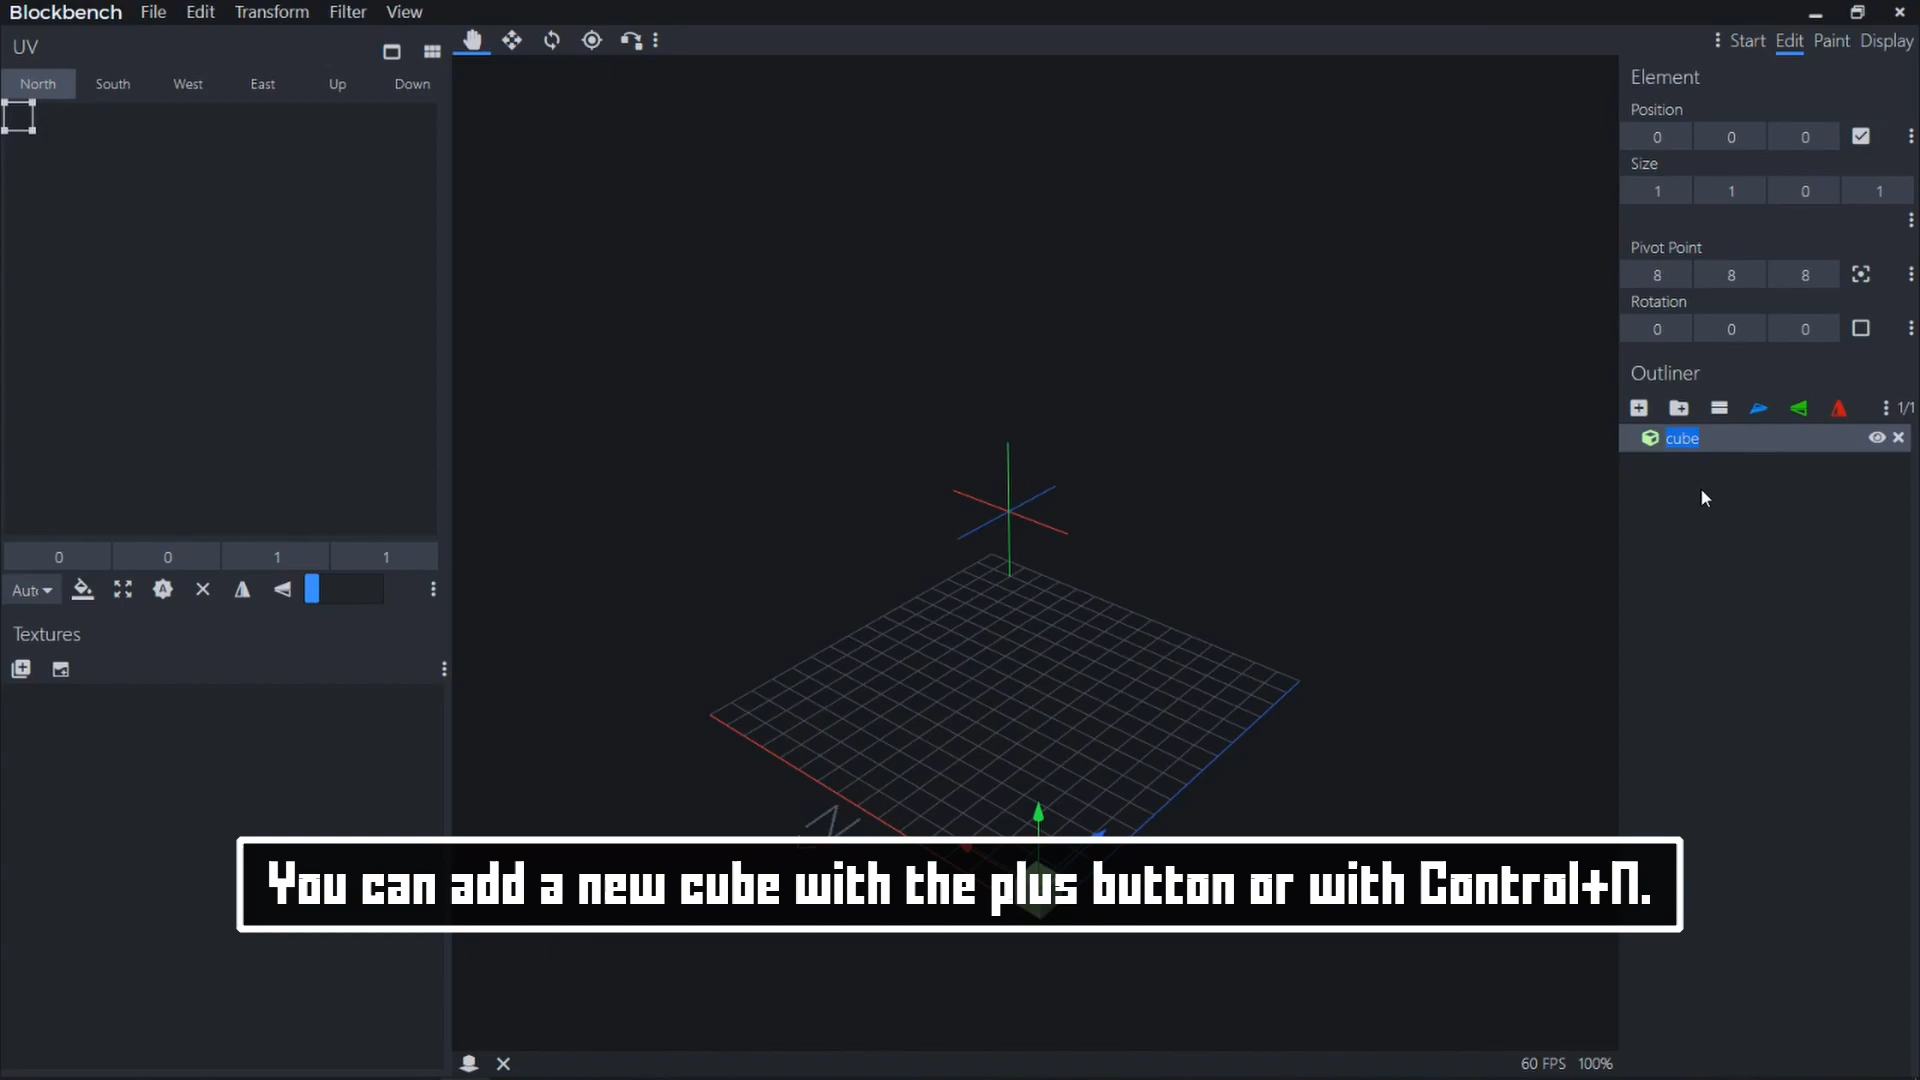 Blockbench File Edit Transform Filter View
UV
Start Edit Paint Display
North South West East Up Down
Element
Position
0 0 0
Size
1 1 0 1
Pivot Point
8 8 8
Rotation
0 0 0
Outliner
1/1
cube
0 0 1 1
Aut
Textures
N
You can add a new cube with the plus button or with Control+N.
60 FPS 100%